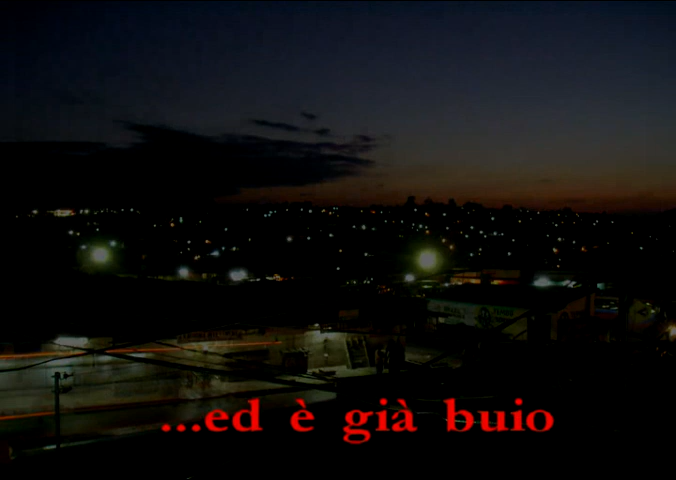 ...ed è già buio